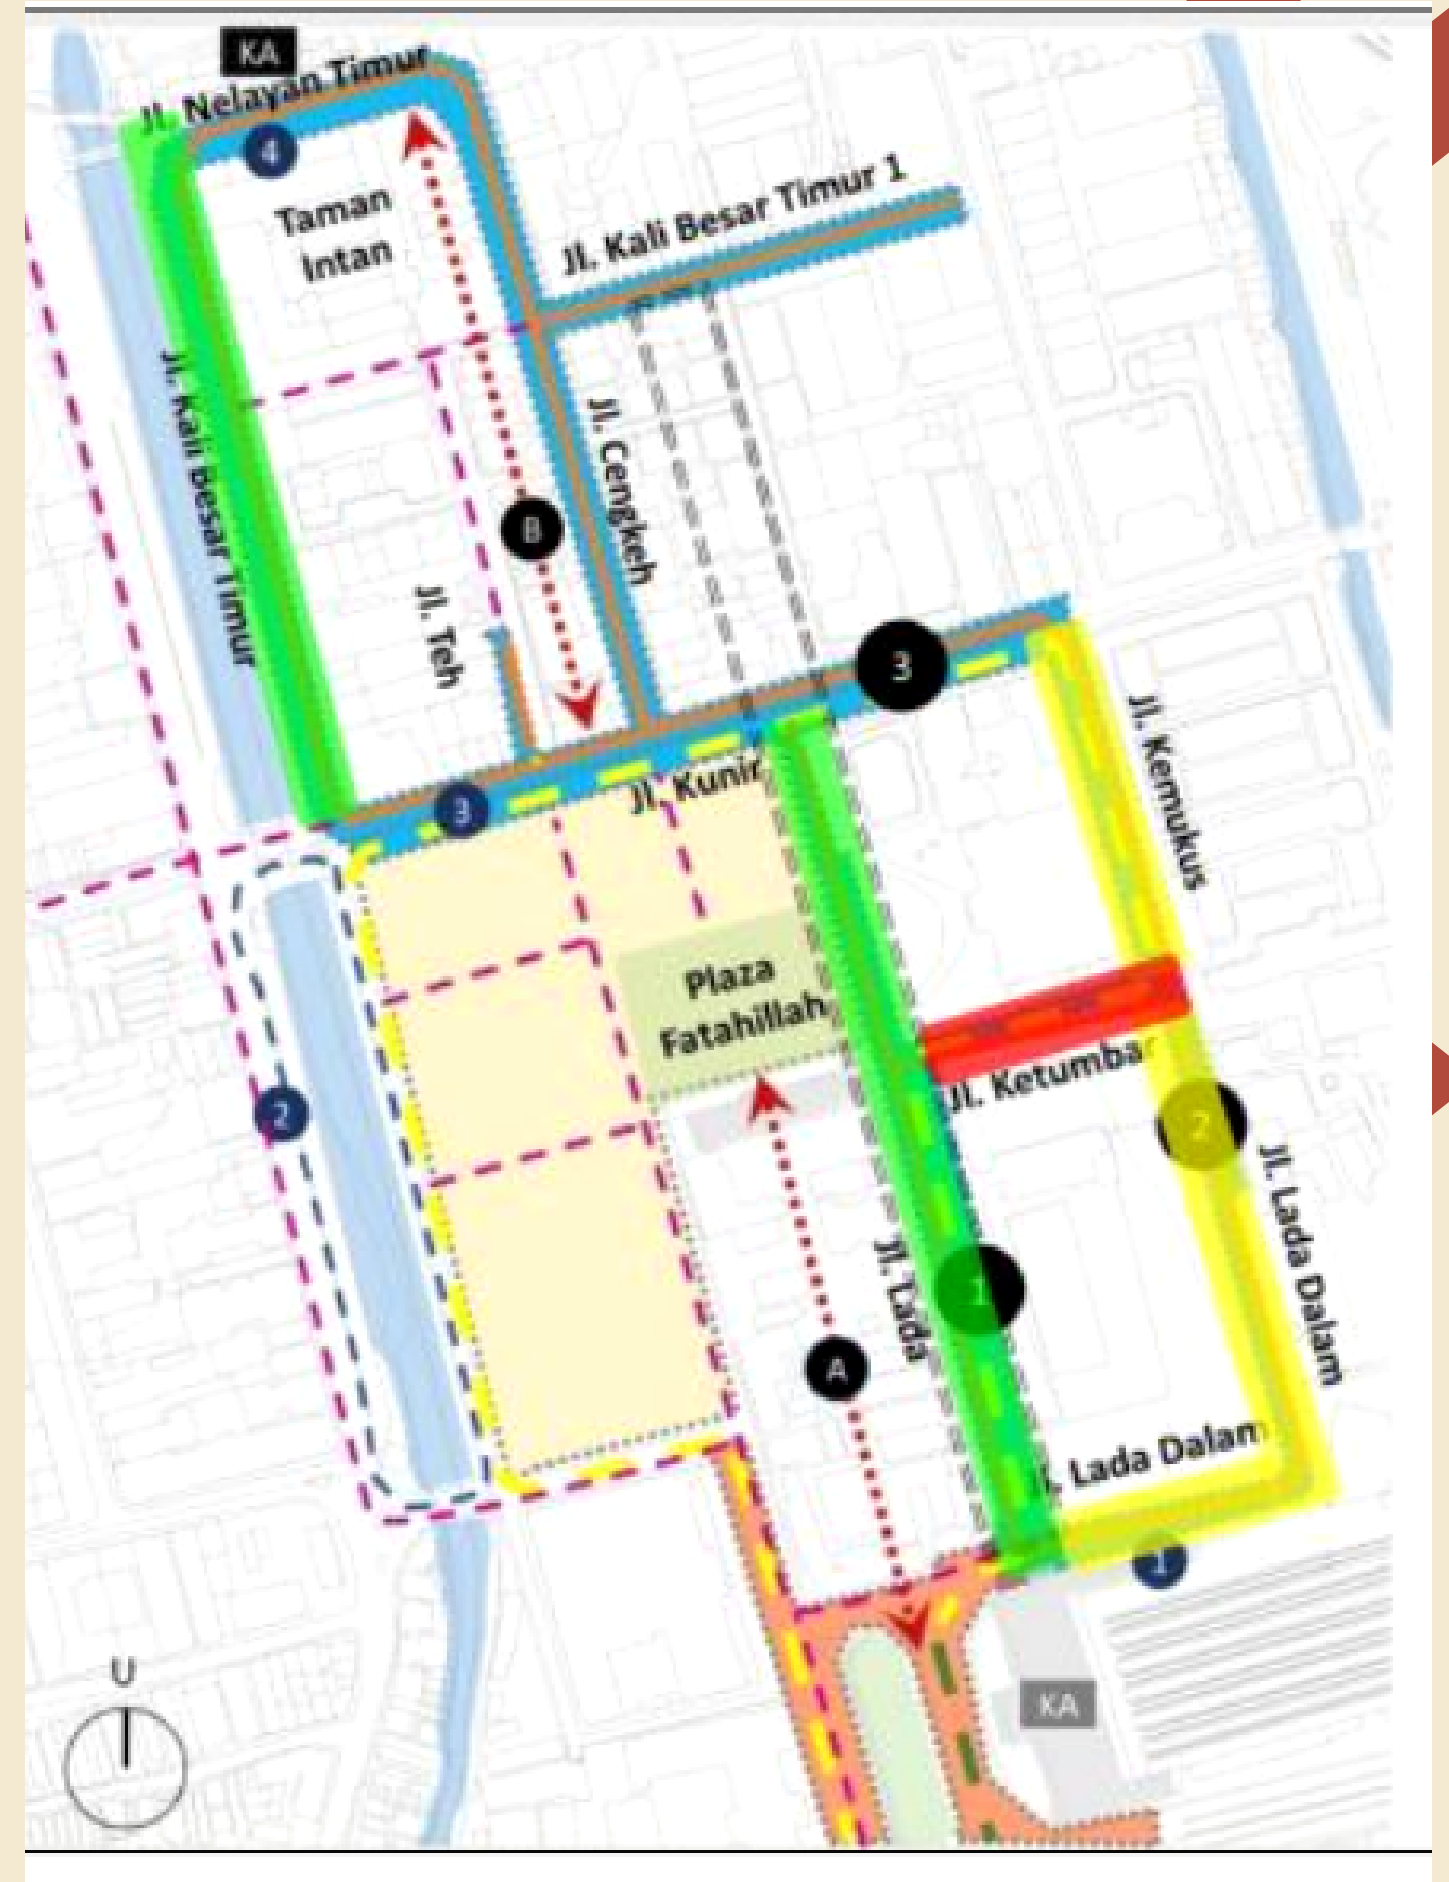 KA
Jl. Nelayan Timur
4
Taman
Intan
Jl. Kali Besar Timur 1
Jl. Kali Besar Timur
Jl. Cengkeh
B
Jl. Teh
3
Jl. Kunir
3
Jl. Kemukus
Plaza
Fatahillah
Jl. Ketumbar
2
2
Jl. Lada Dalam
Jl. Lada
1
A
Lada Dalam
1
U
KA